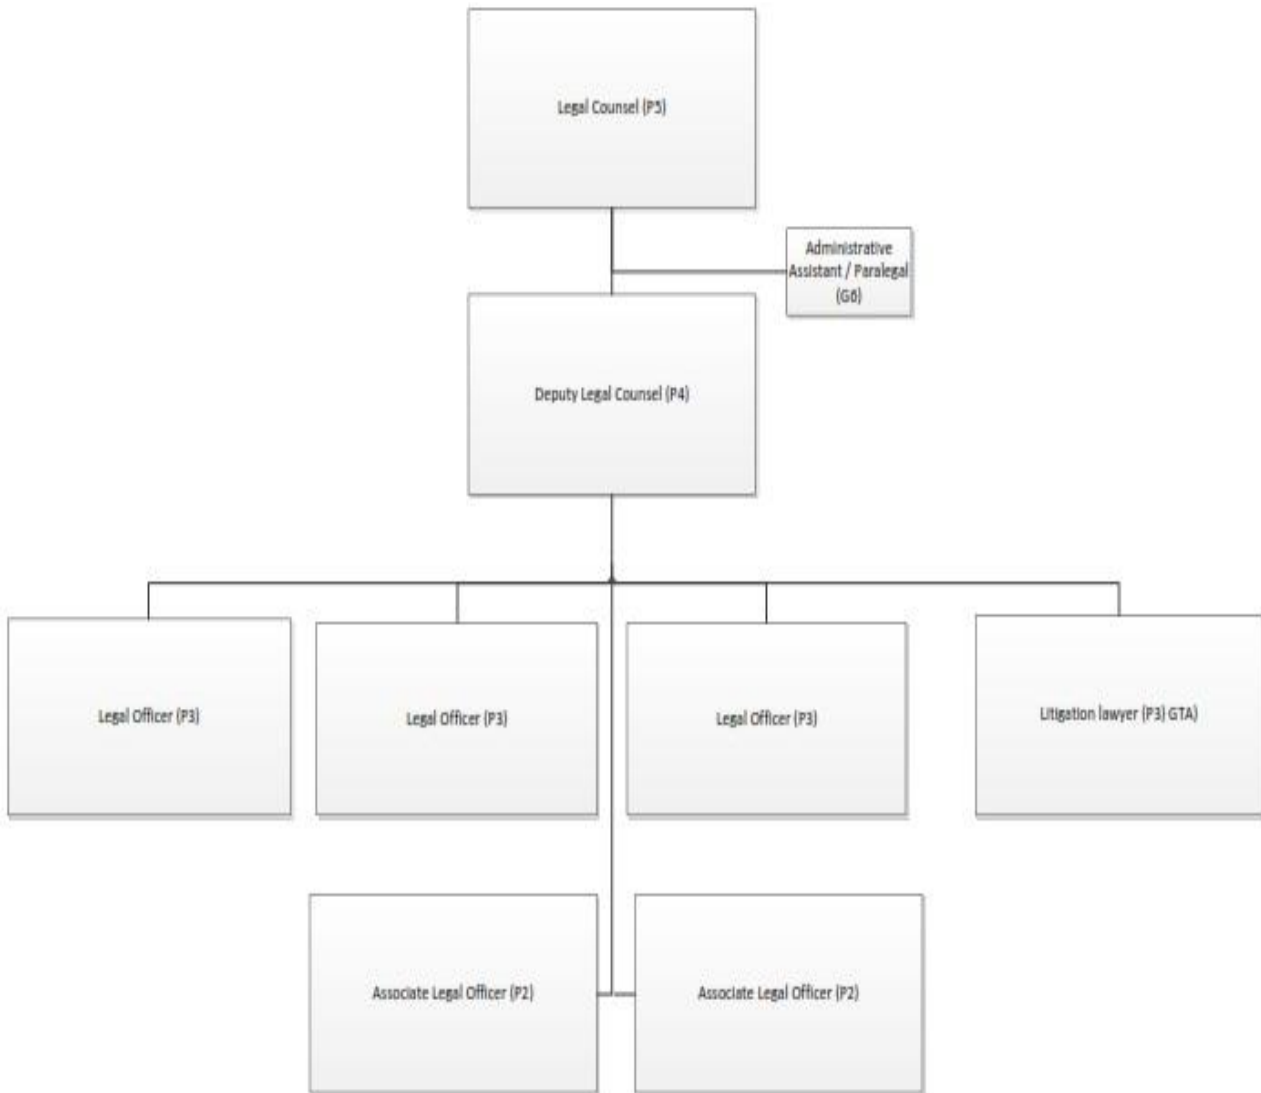 Legal Counsel (P5)
Administrative
Assistant / Paralegal
(G6)
Deputy Legal Counsel (P4)
Legal Officer (P3)
Legal Officer (P3)
Legal Officer (P3)
Litigation lawyer (P3) GTA)
Associate Legal Officer (P2)
Associate Legal Officer (P2)